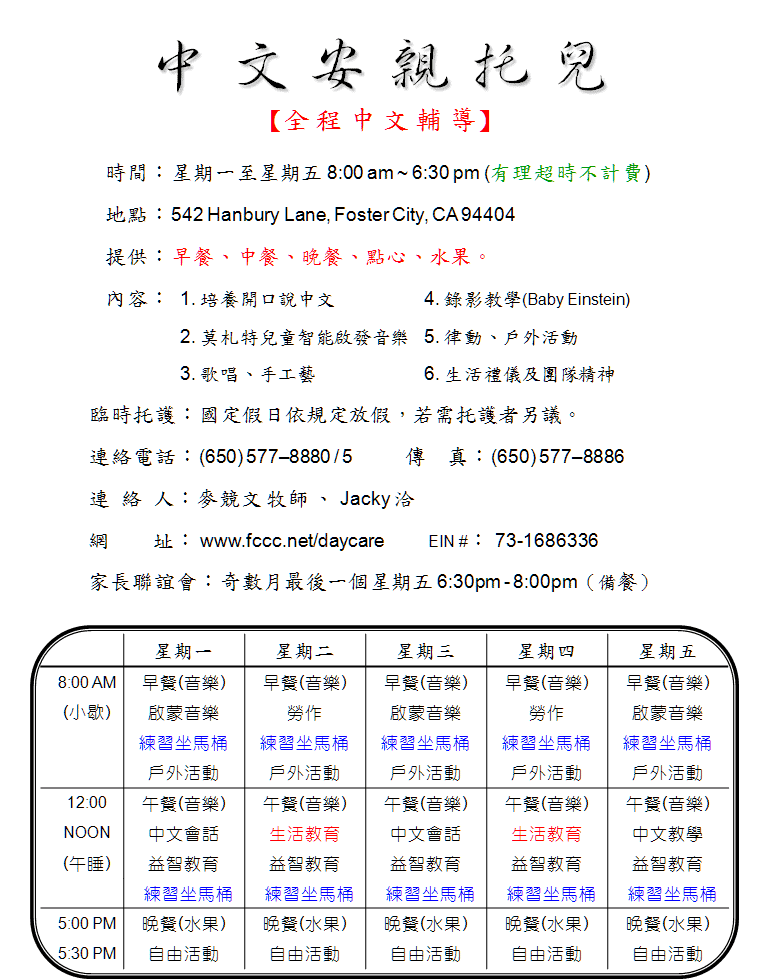 中文安親托兒
【全程中文輔導】
時間：星期一至星期五 8:00 am ~ 6:30 pm (有理超時不計費)
地點：542 Hanbury Lane, Foster City, CA 94404
提供：早餐、中餐、晚餐、點心、水果。
內容： 1. 培養開口說中文 4. 錄影教學(Baby Einstein)
2. 莫札特兒童智能啟發音樂 5. 律動、戶外活動
3. 歌唱、手工藝 6. 生活禮儀及團隊精神
臨時托護：國定假日依規定放假，若需托護者另議。
連絡電話：(650) 577–8880 / 5 傳 真：(650) 577–8886
連 絡 人：麥競文牧師 、 Jacky 洽
網 址：www.fccc.net/daycare EIN #： 73-1686336
家長聯誼會：奇數月最後一個星期五 6:30pm - 8:00pm（備餐）
星期一 星期二 星期三 星期四 星期五
8:00 AM 早餐(音樂) 早餐(音樂) 早餐(音樂) 早餐(音樂) 早餐(音樂)
(小歇) 啟蒙音樂 勞作 啟蒙音樂 勞作 啟蒙音樂
練習坐馬桶 練習坐馬桶 練習坐馬桶 練習坐馬桶 練習坐馬桶
戶外活動 戶外活動 戶外活動 戶外活動 戶外活動
12:00 午餐(音樂) 午餐(音樂) 午餐(音樂) 午餐(音樂) 午餐(音樂)
NOON 中文會話 生活教育 中文會話 生活教育 中文教學
(午睡) 益智教育 益智教育 益智教育 益智教育 益智教育
練習坐馬桶 練習坐馬桶 練習坐馬桶 練習坐馬桶 練習坐馬桶
5:00 PM 晚餐(水果) 晚餐(水果) 晚餐(水果) 晚餐(水果) 晚餐(水果)
5:30 PM 自由活動 自由活動 自由活動 自由活動 自由活動